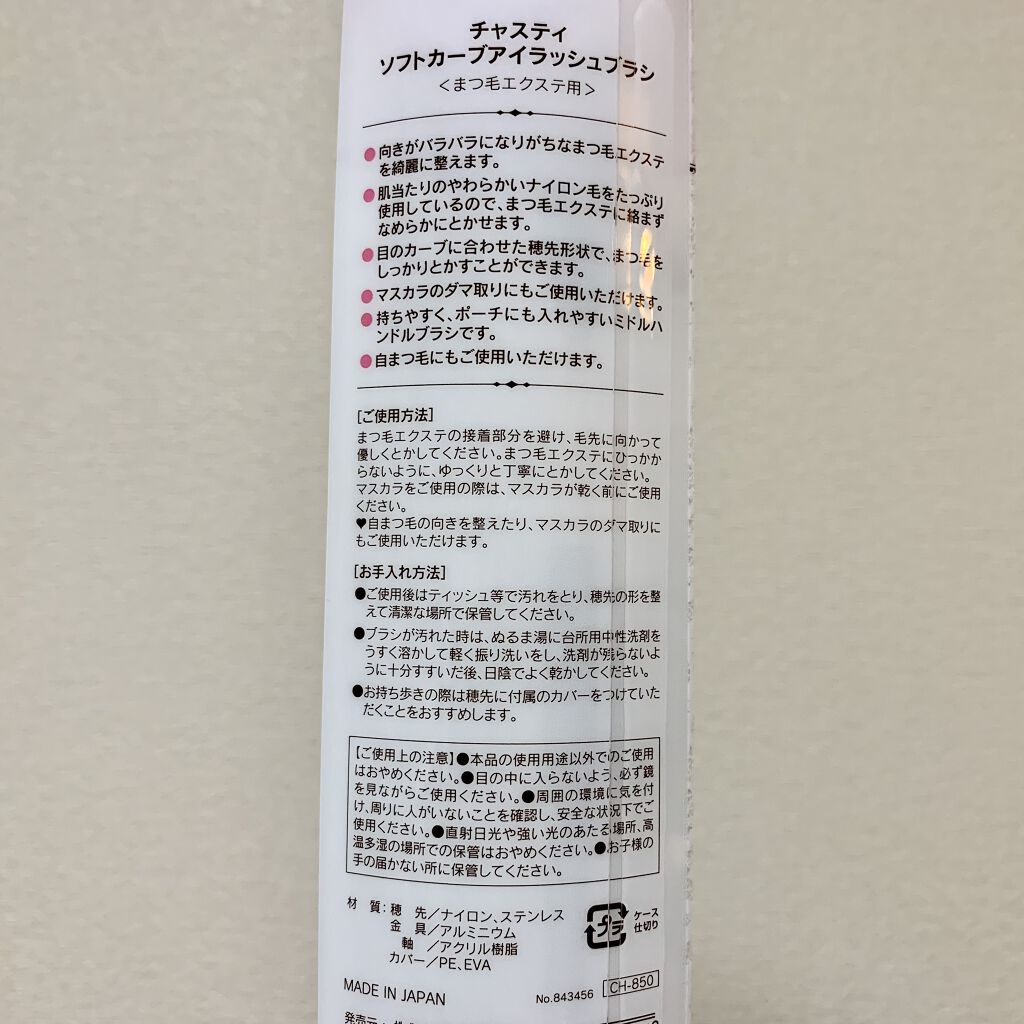 チャスティ
ソフトカーブアイラッシュブラシ
＜まつ毛エクステ用＞
●向きがバラバラになりがちなまつ毛エクステ
を綺麗に整えます。
●肌当たりのやわらかいナイロン毛をたっぷり
使用しているので、まつ毛エクステに絡まず
なめらかにとかせます。
●目のカーブに合わせた穂先形状で、まつ毛を
しっかりとかすことができます。
●マスカラのダマ取りにもご使用いただけます。
●持ちやすく、ポーチにも入れやすいミドルハ
ンドルブラシです。
●自まつ毛にもご使用いただけます。
［ご使用方法］
まつ毛エクステの接着部分を避け、毛先に向かって
優しくとかしてください。まつ毛エクステにひっかか
らないように、ゆっくりと丁寧にとかしてください。
マスカラをご使用の際は、マスカラが乾く前にご使用
ください。
♥自まつ毛の向きを整えたり、マスカラのダマ取りに
もご使用いただけます。
［お手入れ方法］
●ご使用後はティッシュ等で汚れをとり、穂先の形を整
えて清潔な場所で保管してください。
●ブラシが汚れた時は、ぬるま湯に台所用中性洗剤を
うすく溶かして軽く振り洗いをし、洗剤が残らないよ
うに十分すすいだ後、日陰でよく乾かしてください。
●お持ち歩きの際は穂先に付属のカバーをつけていた
だくことをおすすめします。
【ご使用上の注意】●本品の使用用途以外でのご使用
はおやめください。●目の中に入らないよう、必ず鏡
を見ながらご使用ください。●周囲の環境に気を付
け、周りに人がいないことを確認し、安全な状況下でご
使用ください。●直射日光や強い光のあたる場所、高
温多湿の場所での保管はおやめください。●お子様の
手の届かない所に保管してください。
材　質：穂　先／ナイロン、ステンレス
金　具／アルミニウム
軸　／アクリル樹脂
カバー／PE、EVA
プラ
ケース
仕切り
MADE IN JAPAN
No.843456 CH-850
発売元：